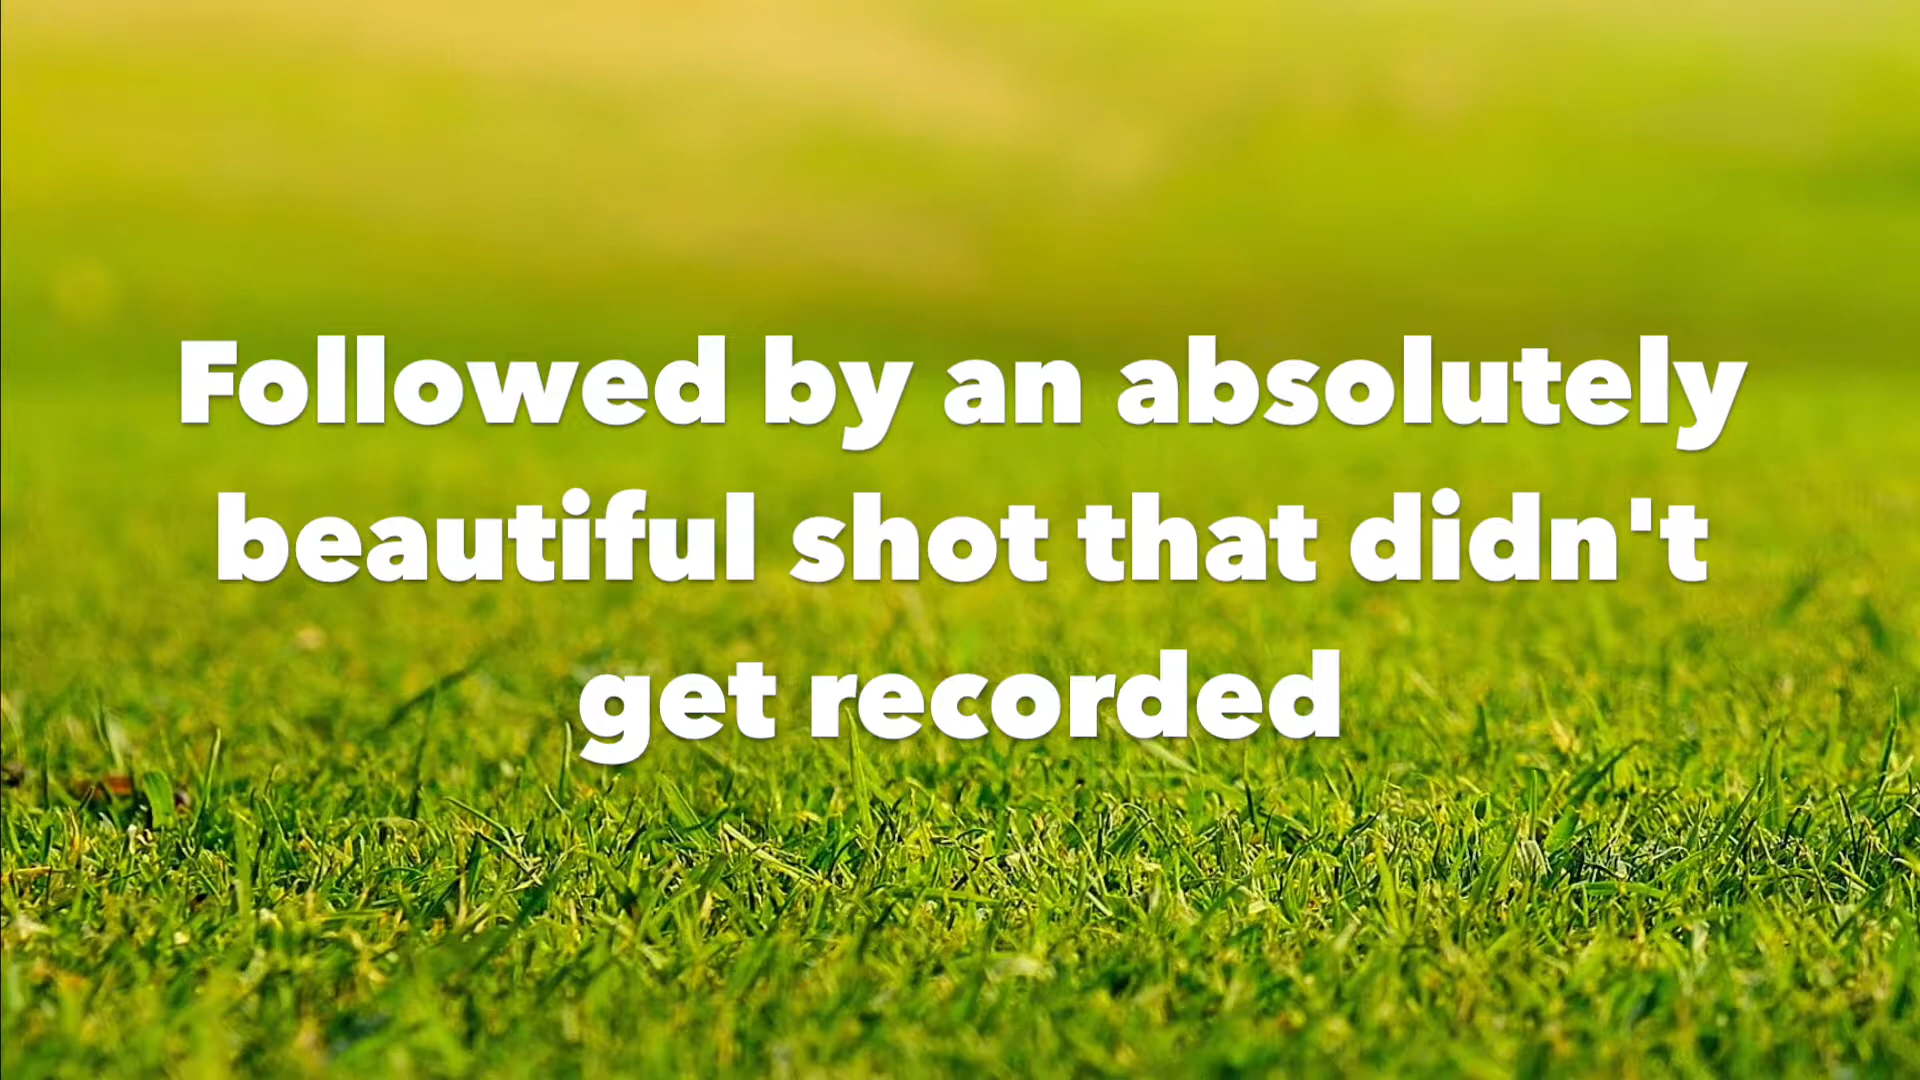 Followed by an absolutely
beautiful shot that didn't
get recorded